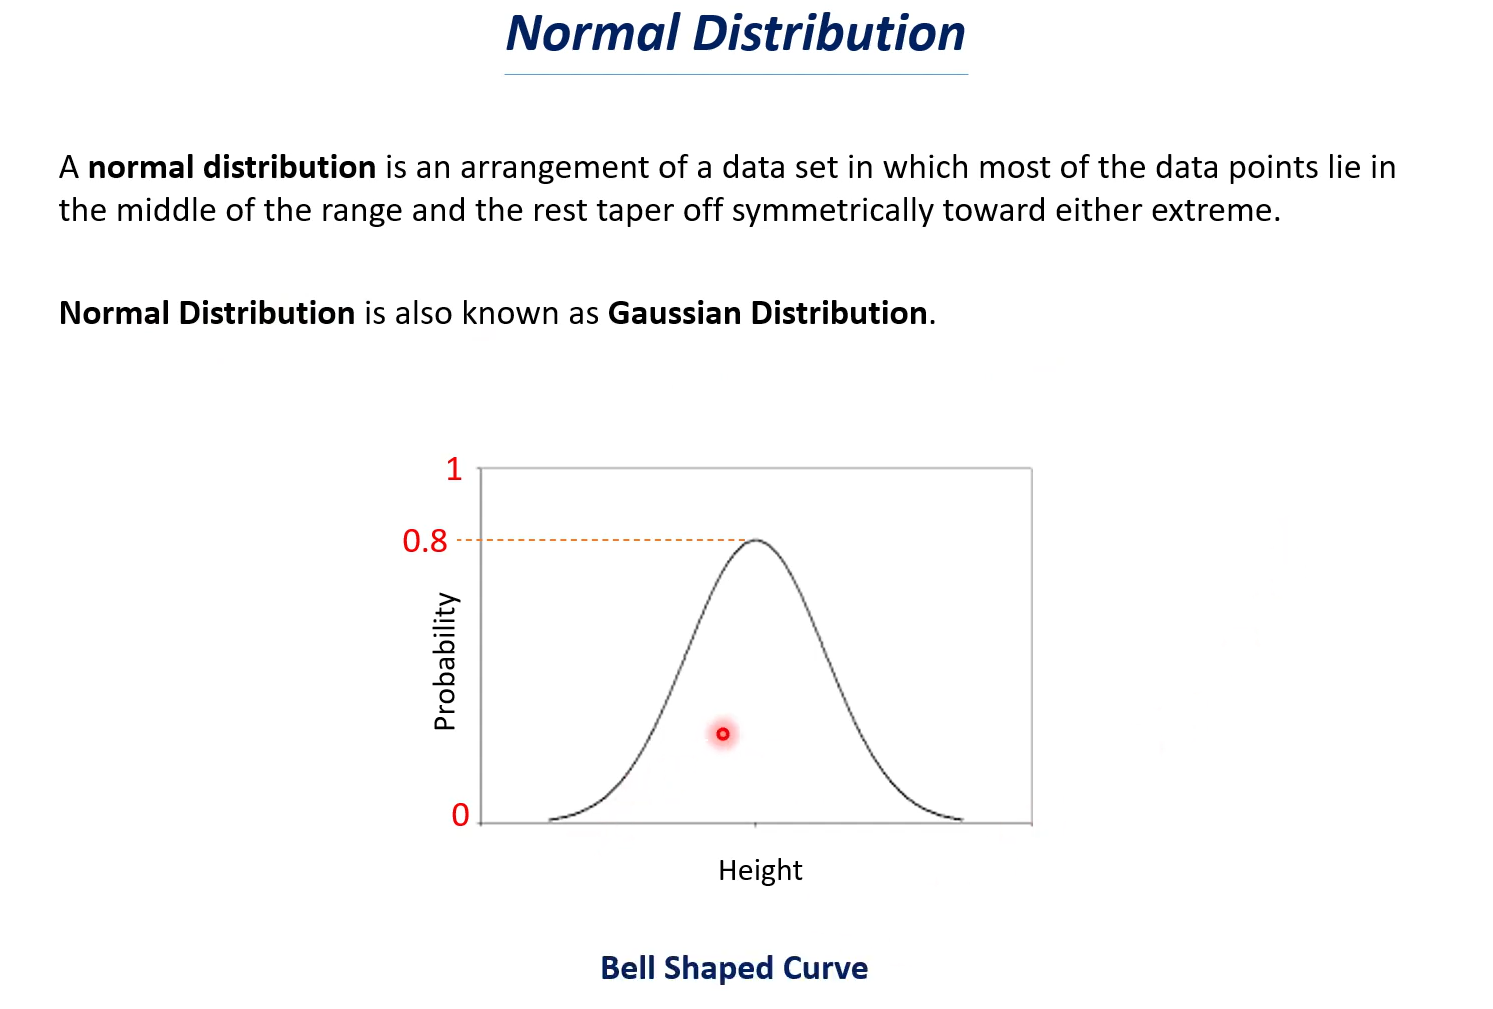 Normal Distribution
A normal distribution is an arrangement of a data set in which most of the data points lie in
the middle of the range and the rest taper off symmetrically toward either extreme.
Normal Distribution is also known as Gaussian Distribution.
1
0.8
Probability
0
Height
Bell Shaped Curve